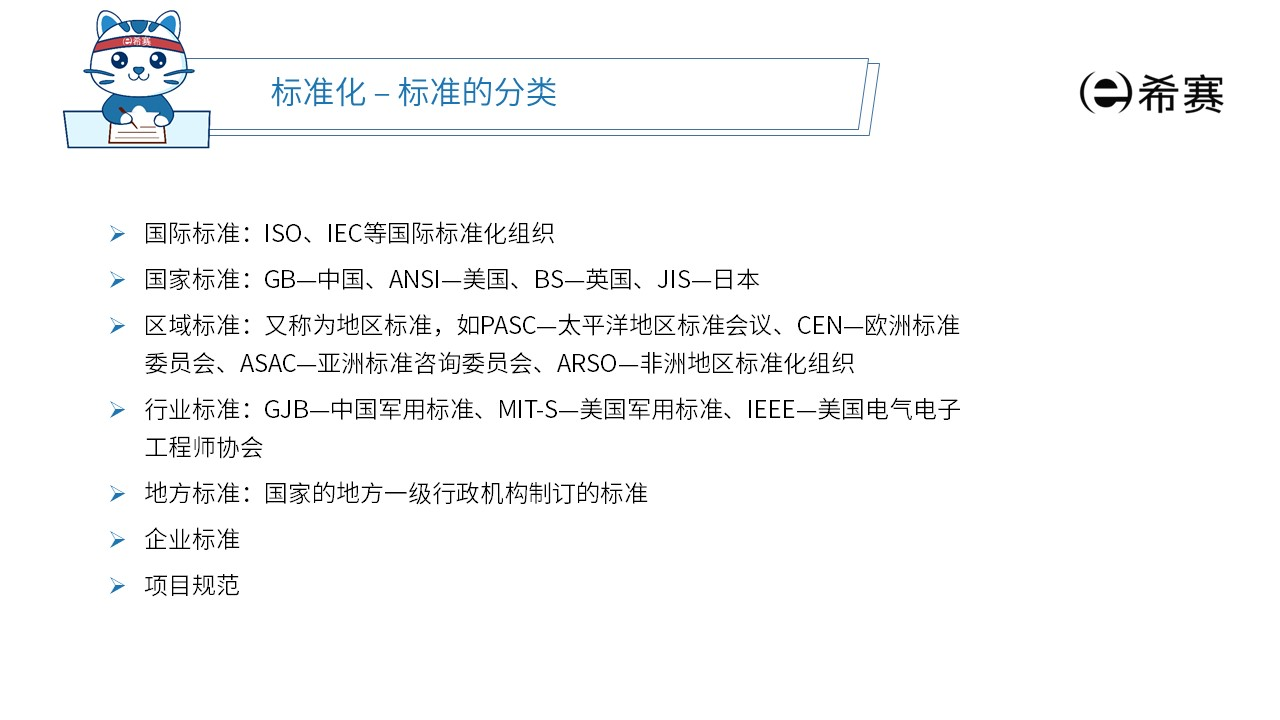 希赛
标准化 – 标准的分类
希赛
国际标准：ISO、IEC等国际标准化组织
国家标准：GB—中国、ANSI—美国、BS—英国、JIS—日本
区域标准：又称为地区标准，如PASC—太平洋地区标准会议、CEN—欧洲标准
委员会、ASAC—亚洲标准咨询委员会、ARSO—非洲地区标准化组织
行业标准：GJB—中国军用标准、MIT-S—美国军用标准、IEEE—美国电气电子
工程师协会
地方标准：国家的地方一级行政机构制订的标准
企业标准
项目规范